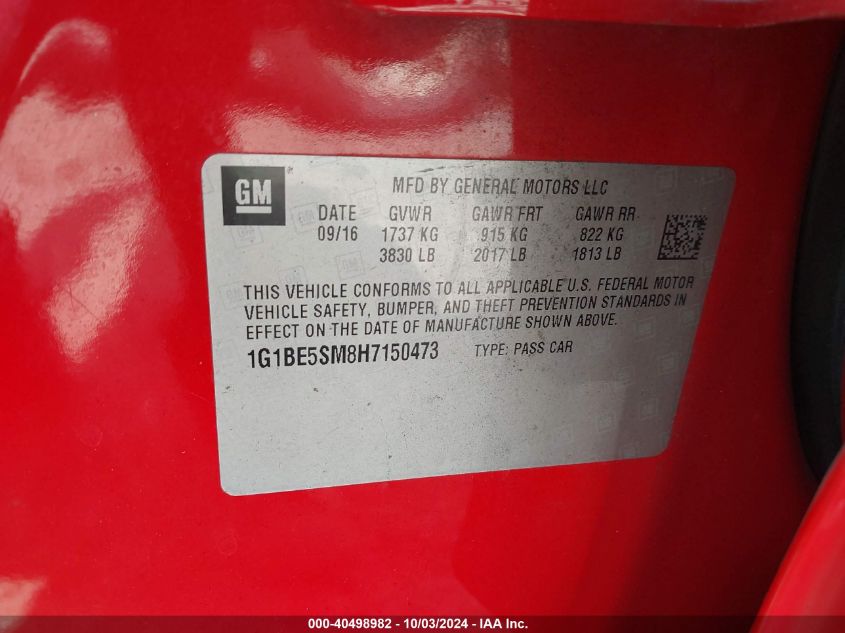 GM
MFD BY GENERAL MOTORS LLC
DATE GVWR GAWR FRT GAWR RR
09/16 1737 KG 915 KG 822 KG
3830 LB 2017 LB 1813 LB
THIS VEHICLE CONFORMS TO ALL APPLICABLE U.S. FEDERAL MOTOR
VEHICLE SAFETY, BUMPER, AND THEFT PREVENTION STANDARDS IN
EFFECT ON THE DATE OF MANUFACTURE SHOWN ABOVE.
1G1BE5SM8H7150473 TYPE: PASS CAR
000-40498982 - 10/03/2024 - IAA Inc.